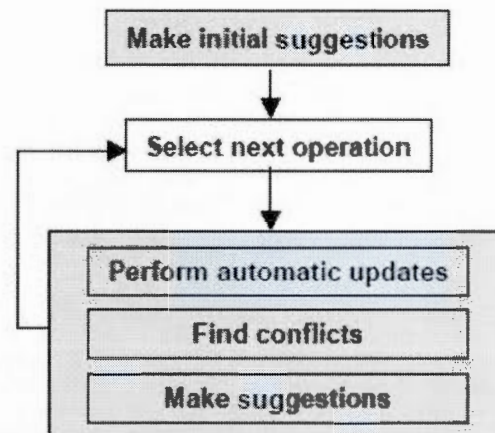 Make initial suggestions
Select next operation
Perform automatic updates
Find conflicts
Make suggestions